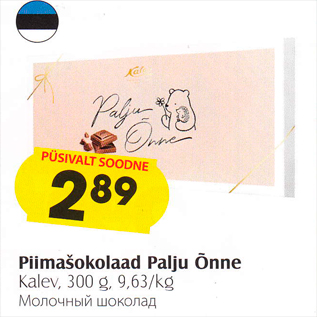 Kalev
Palju
Õnne
PÜSIVALT SOODNE
2 89
Piimašokolaad Palju Õnne
Kalev, 300 g, 9,63/kg
Молочный шоколад